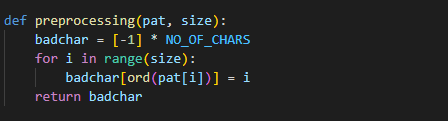 def preprocessing(pat, size):
    badchar = [-1] * NO_OF_CHARS
    for i in range(size):
        badchar[ord(pat[i])] = i
    return badchar